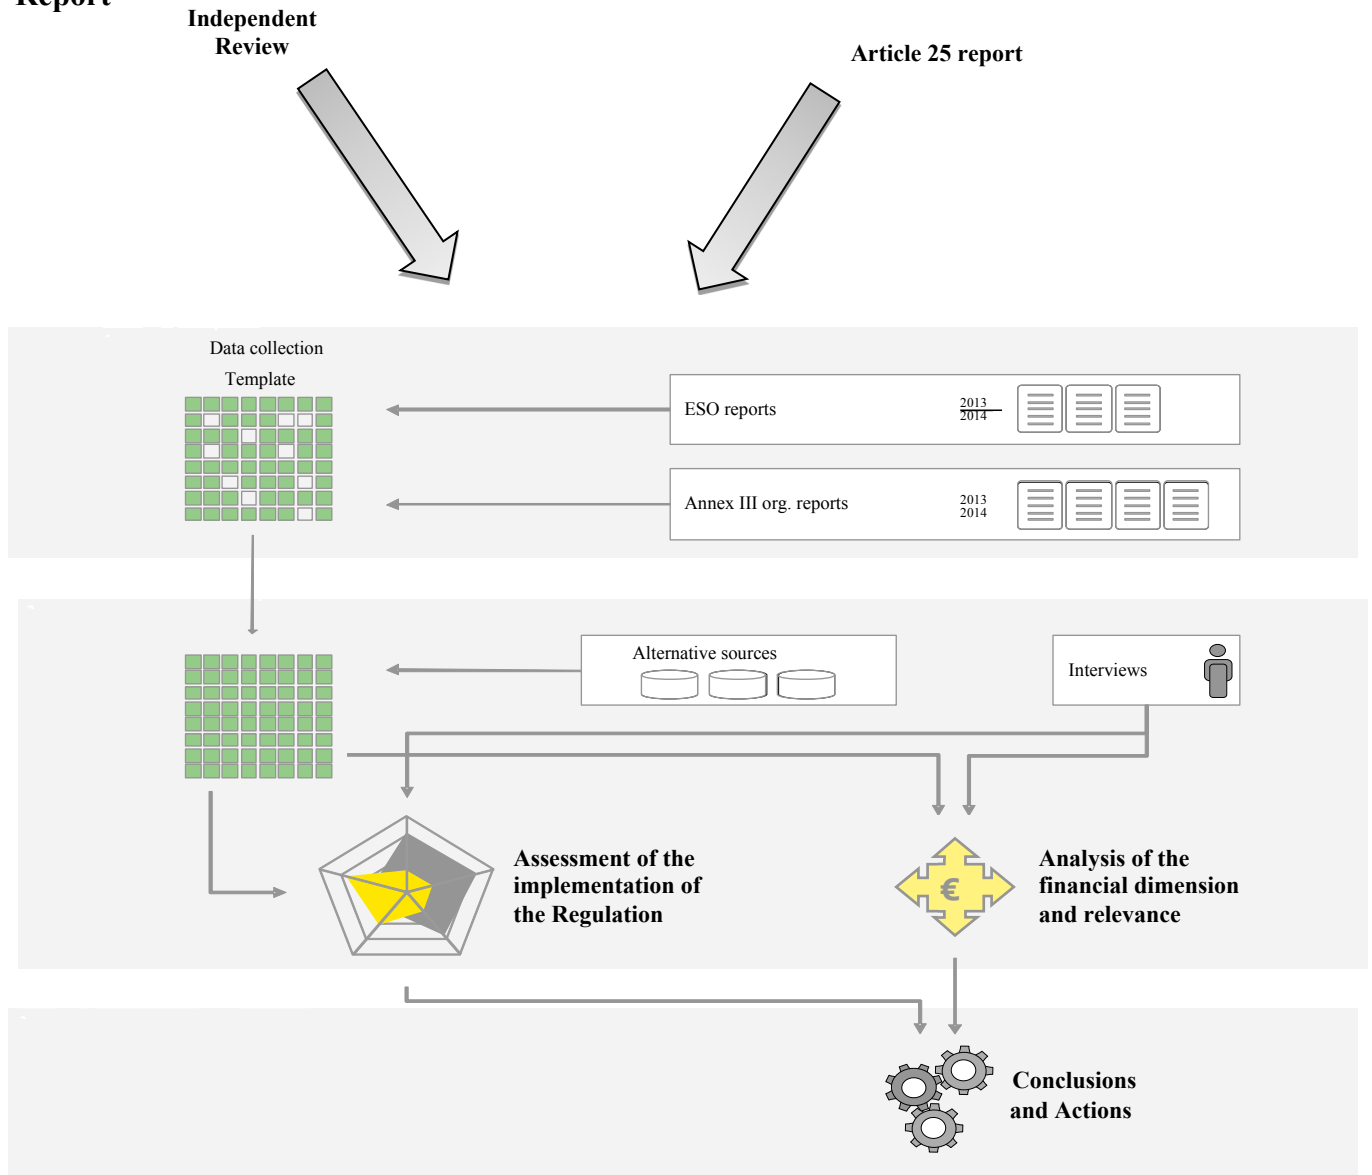 Report
Independent
Review
Article 25 report
Data collection
Template
ESO reports
2013
2014
Annex III org. reports
2013
2014
Alternative sources
Interviews
Assessment of the
implementation of
the Regulation
€
Analysis of the
financial dimension
and relevance
Conclusions
and Actions